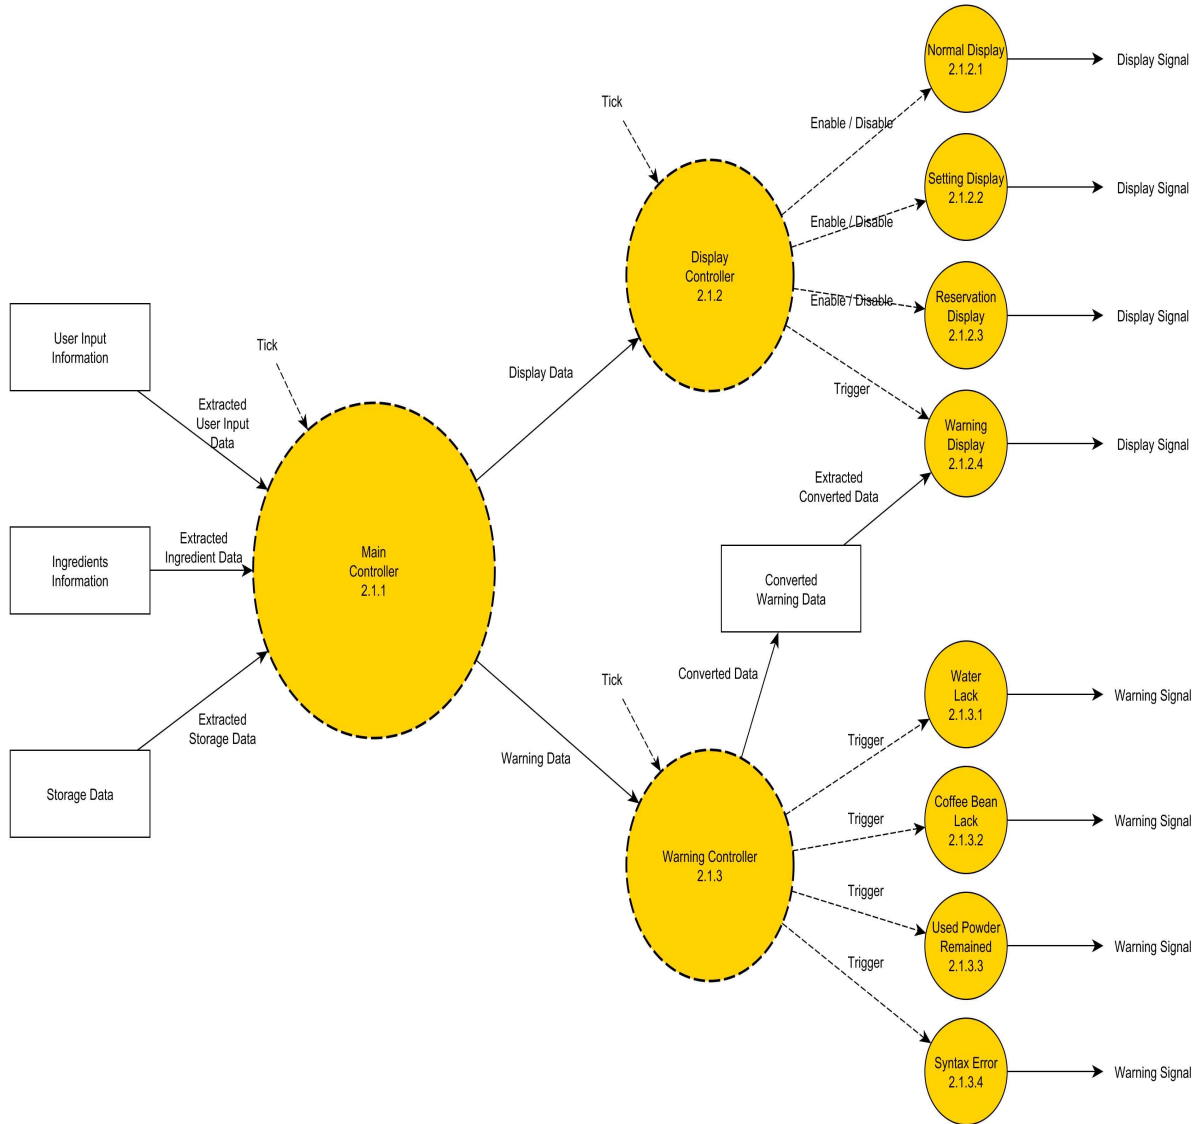 Normal Display
2.1.2.1
Display Signal
Tick
Enable / Disable
Setting Display
2.1.2.2
Display Signal
Enable / Disable
Display
Controller
2.1.2
Enable / Disable
Reservation
Display
2.1.2.3
Display Signal
User Input
Information
Tick
Display Data
Trigger
Extracted
User Input
Data
Warning
Display
2.1.2.4
Display Signal
Extracted
Converted Data
Ingredients
Information
Extracted
Ingredient Data
Main
Controller
2.1.1
Converted
Warning Data
Tick
Converted Data
Water
Lack
2.1.3.1
Warning Signal
Extracted
Storage Data
Warning Data
Trigger
Storage Data
Coffee Bean
Lack
2.1.3.2
Warning Signal
Trigger
Warning Controller
2.1.3
Trigger
Used Powder
Remained
2.1.3.3
Warning Signal
Trigger
Syntax Error
2.1.3.4
Warning Signal